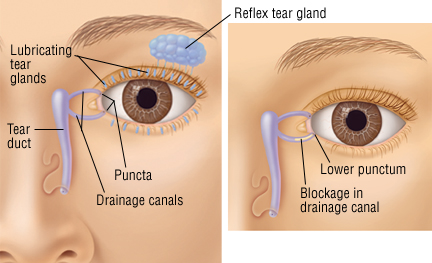 Reflex tear gland
Lubricating
tear
glands
Tear
duct
Puncta
Drainage canals
Lower punctum
Blockage in
drainage canal